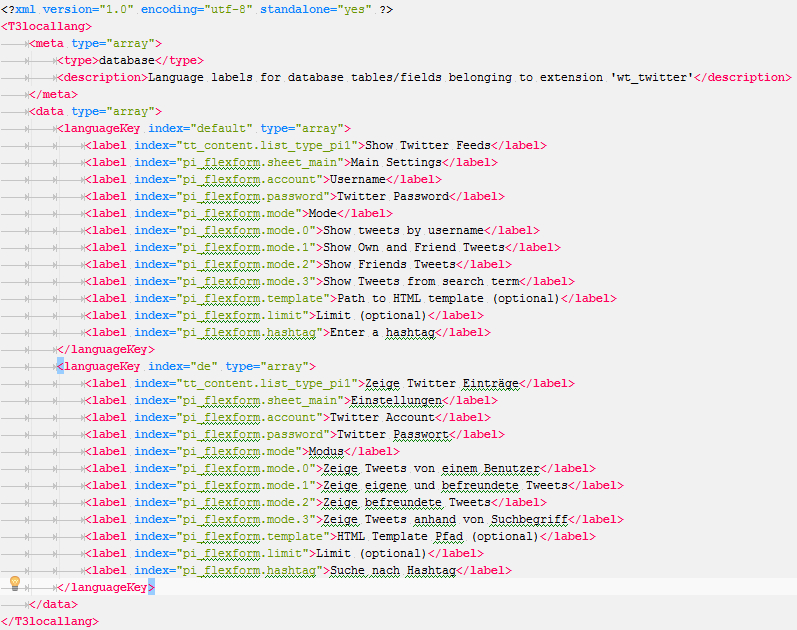 <?xml version="1.0" encoding="utf-8" standalone="yes" ?>
<T3locallang>
<meta type="array">
<type>database</type>
<description>Language labels for database tables/fields belonging to extension 'wt_twitter'</description>
</meta>
<data type="array">
<languageKey index="default" type="array">
<label index="tt_content.list_type_pi1">Show Twitter Feeds</label>
<label index="pi_flexform.sheet_main">Main Settings</label>
<label index="pi_flexform.account">Username</label>
<label index="pi_flexform.password">Twitter Password</label>
<label index="pi_flexform.mode">Mode</label>
<label index="pi_flexform.mode.0">Show tweets by username</label>
<label index="pi_flexform.mode.1">Show Own and Friend Tweets</label>
<label index="pi_flexform.mode.2">Show Friends Tweets</label>
<label index="pi_flexform.mode.3">Show Tweets from search term</label>
<label index="pi_flexform.template">Path to HTML template (optional)</label>
<label index="pi_flexform.limit">Limit (optional)</label>
<label index="pi_flexform.hashtag">Enter a hashtag</label>
</languageKey>
<languageKey index="de" type="array">
<label index="tt_content.list_type_pi1">Zeige Twitter Einträge</label>
<label index="pi_flexform.sheet_main">Einstellungen</label>
<label index="pi_flexform.account">Twitter Account</label>
<label index="pi_flexform.password">Twitter Passwort</label>
<label index="pi_flexform.mode">Modus</label>
<label index="pi_flexform.mode.0">Zeige Tweets von einem Benutzer</label>
<label index="pi_flexform.mode.1">Zeige eigene und befreundete Tweets</label>
<label index="pi_flexform.mode.2">Zeige befreundete Tweets</label>
<label index="pi_flexform.mode.3">Zeige Tweets anhand von Suchbegriff</label>
<label index="pi_flexform.template">HTML Template Pfad (optional)</label>
<label index="pi_flexform.limit">Limit (optional)</label>
<label index="pi_flexform.hashtag">Suche nach Hashtag</label>
</languageKey>
</data>
</T3locallang>